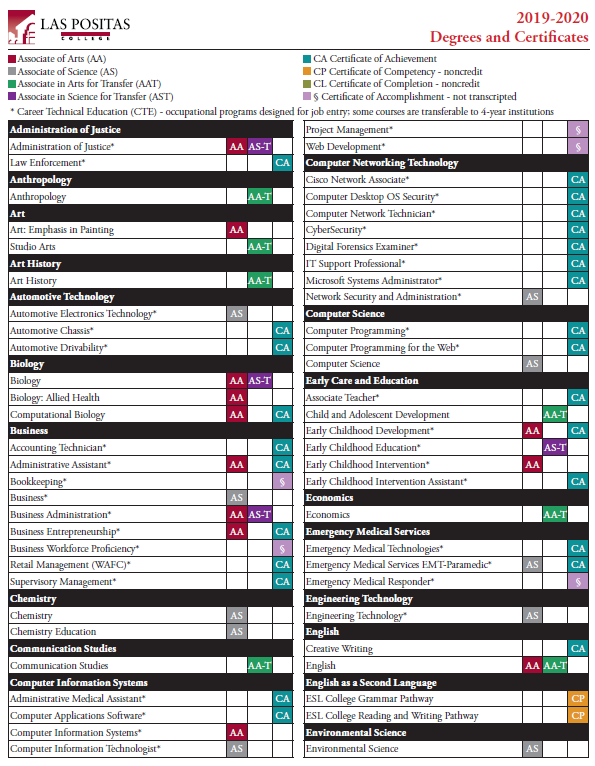 LAS POSITAS
COLLEGE
2019-2020
Degrees and Certificates
Associate of Arts (AA)
Associate of Science (AS)
Associate in Arts for Transfer (AAT)
Associate in Science for Transfer (AST)
CA Certificate of Achievement
CP Certificate of Competency - noncredit
CL Certificate of Completion - noncredit
§ Certificate of Accomplishment - not transcripted
* Career Technical Education (CTE) - occupational programs designed for job entry; some courses are transferable to 4-year institutions
Administration of Justice
Administration of Justice* AA AS-T
Law Enforcement* CA
Anthropology
Anthropology AA-T
Art
Art: Emphasis in Painting AA
Studio Arts AA-T
Art History
Art History AA-T
Automotive Technology
Automotive Electronics Technology* AS
Automotive Chassis* CA
Automotive Drivability* CA
Biology
Biology AA AS-T
Biology: Allied Health AA
Computational Biology AA CA
Business
Accounting Technician* CA
Administrative Assistant* AA CA
Bookkeeping* §
Business* AS
Business Administration* AA AS-T
Business Entrepreneurship* AA CA
Business Workforce Proficiency* §
Retail Management (WAFC)* CA
Supervisory Management* CA
Chemistry
Chemistry AS
Chemistry Education AS
Communication Studies
Communication Studies AA-T
Computer Information Systems
Administrative Medical Assistant* CA
Computer Applications Software* CA
Computer Information Systems* AA
Computer Information Technologist* AS
Project Management* §
Web Development* §
Computer Networking Technology
Cisco Network Associate* CA
Computer Desktop OS Security* CA
Computer Network Technician* CA
CyberSecurity* CA
Digital Forensics Examiner* CA
IT Support Professional* CA
Microsoft Systems Administrator* CA
Network Security and Administration* AS
Computer Science
Computer Programming* CA
Computer Programming for the Web* CA
Computer Science AS
Early Care and Education
Associate Teacher* CA
Child and Adolescent Development AA-T
Early Childhood Development* AA CA
Early Childhood Education* AS-T
Early Childhood Intervention* AA
Early Childhood Intervention Assistant* CA
Economics
Economics AA-T
Emergency Medical Services
Emergency Medical Technologies* CA
Emergency Medical Services EMT-Paramedic* AS CA
Emergency Medical Responder* §
Engineering Technology
Engineering Technology* AS
English
Creative Writing CA
English AA AA-T
English as a Second Language
ESL College Grammar Pathway CP
ESL College Reading and Writing Pathway CP
Environmental Science
Environmental Science AS